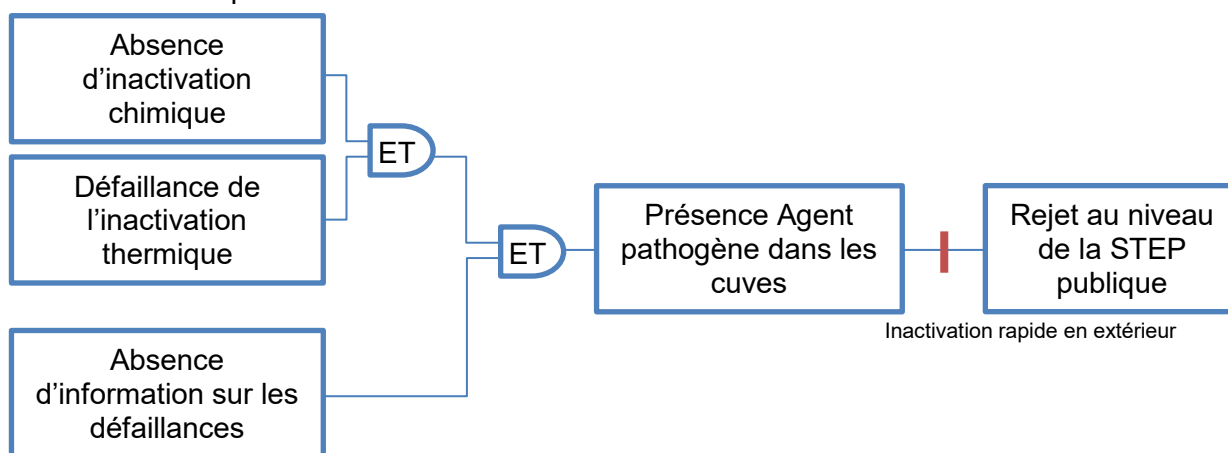 Absence
d’inactivation
chimique
ET
Défaillance de
l’inactivation
thermique
ET
Présence Agent
pathogène dans les
cuves
Rejet au niveau
de la STEP
publique
Inactivation rapide en extérieur
Absence
d’information sur les
défaillances